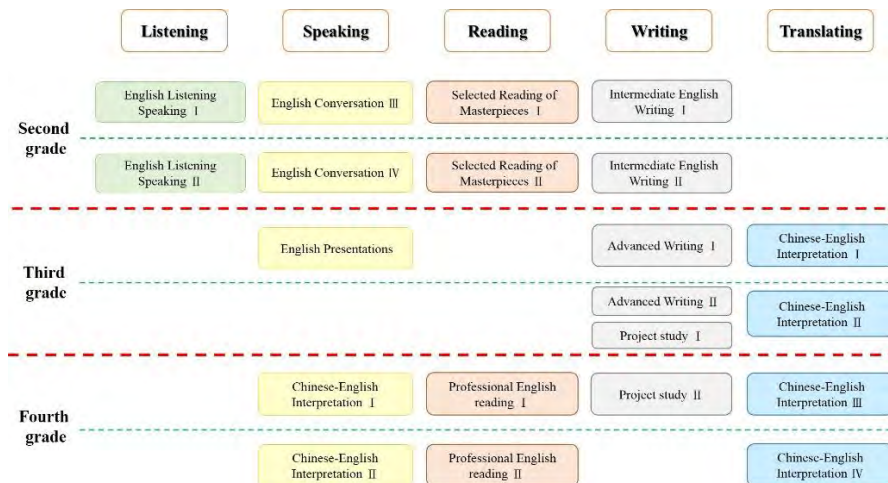 Listening
Speaking
Reading
Writing
Translating
Second
grade
English Listening
Speaking Ⅰ
English Conversation Ⅲ
Selected Reading of
Masterpieces Ⅰ
Intermediate English
Writing Ⅰ
English Listening
Speaking Ⅱ
English Conversation Ⅳ
Selected Reading of
Masterpieces Ⅱ
Intermediate English
Writing Ⅱ
Third
grade
English Presentations
Advanced Writing Ⅰ
Chinese-English
Interpretation Ⅰ
Advanced Writing Ⅱ
Project study Ⅰ
Chinese-English
Interpretation Ⅱ
Fourth
grade
Chinese-English
Interpretation Ⅰ
Professional English
reading Ⅰ
Project study Ⅱ
Chinese-English
Interpretation Ⅲ
Chinese-English
Interpretation Ⅱ
Professional English
reading Ⅱ
Chinese-English
Interpretation Ⅳ